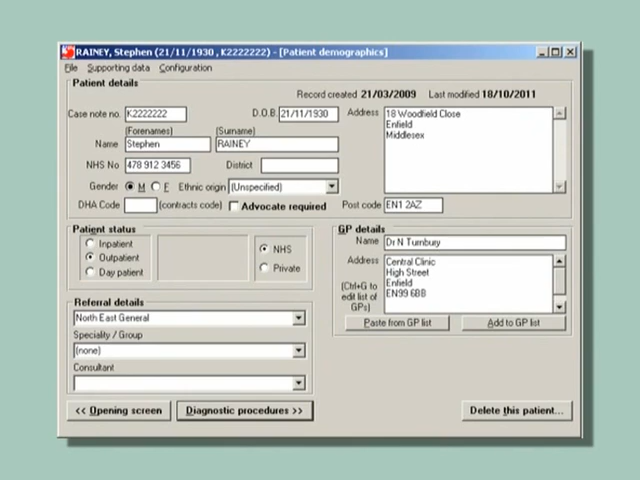 RAINEY, Stephen (21/11/1930 , K2222222) - [Patient demographics]
File Supporting data Configuration
Patient details
Record created 21/03/2009 Last modified 18/10/2011
Case note no. K2222222 D.O.B. 21/11/1930 Address 18 Woodfield Close
Enfield
Middlesex
(Forenames) (Surname)
Name Stephen RAINEY
NHS No 478 912 3456 District
Gender M F Ethnic origin (Unspecified)
DHA Code (contracts code) Advocate required Post code EN1 2AZ
Patient status
Inpatient
Outpatient
Day patient
NHS
Private
GP details
Name Dr N Turnbury
Address Central Clinic
High Street
Enfield
EN99 6BB
(Ctrl+G to
edit list of
GPs)
Paste from GP list Add to GP list
Referral details
North East General
Speciality / Group
(none)
Consultant
<< Opening screen Diagnostic procedures >> Delete this patient...